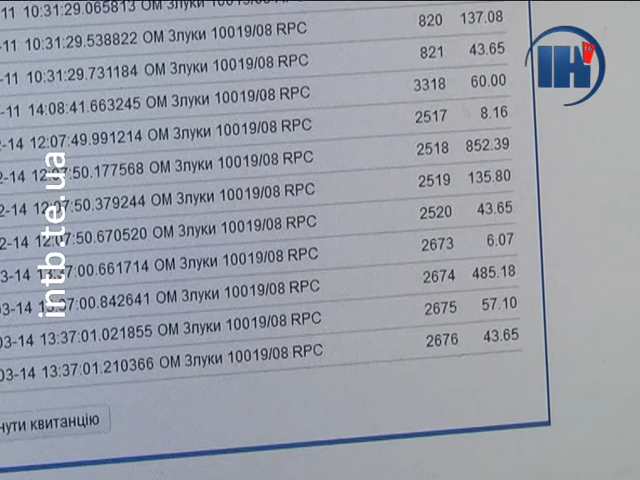 11 10:31:29.065813 ОМ Злуки 10019/08 RPC
-11 10:31:29.538822 ОМ Злуки 10019/08 RPC 820 137.08
-11 10:31:29.731184 ОМ Злуки 10019/08 RPC 821 43.65
-11 14:08:41.663245 ОМ Злуки 10019/08 RPC 3318 60.00
2-14 12:07:49.991214 ОМ Злуки 10019/08 RPC 2517 8.16
2-14 12:07:50.177568 ОМ Злуки 10019/08 RPC 2518 852.39
2-14 12:07:50.379244 ОМ Злуки 10019/08 RPC 2519 135.80
02-14 12:07:50.670520 ОМ Злуки 10019/08 RPC 2520 43.65
03-14 13:37:00.661714 ОМ Злуки 10019/08 RPC 2673 6.07
03-14 13:37:00.842641 ОМ Злуки 10019/08 RPC 2674 485.18
03-14 13:37:01.021855 ОМ Злуки 10019/08 RPC 2675 57.10
03-14 13:37:01.210366 ОМ Злуки 10019/08 RPC 2676 43.65
нути квитанцію
intb.te.ua
ІН ТБ